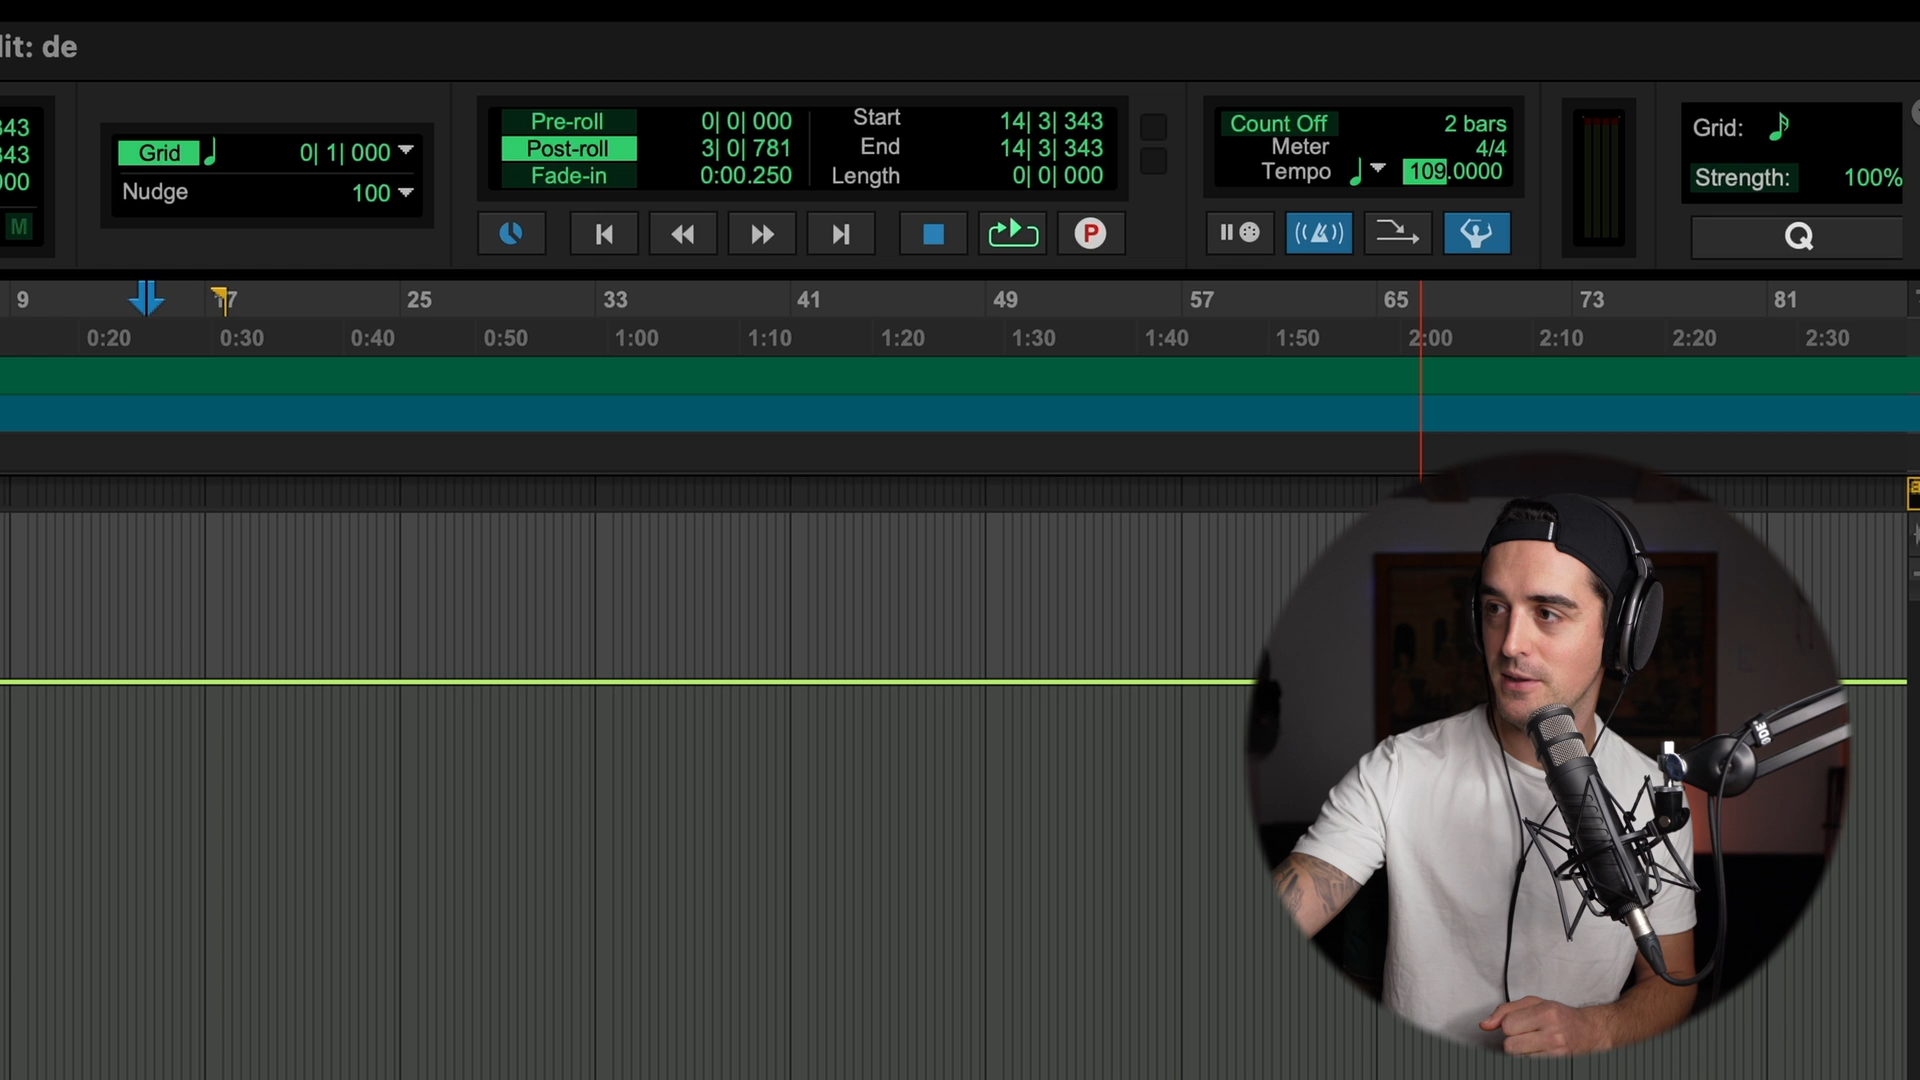 lit: de
343
343
000
M
Grid 0| 1| 000
Nudge 100
Pre-roll 0| 0| 000
Post-roll 3| 0| 781
Fade-in 0:00.250
Start 14| 3| 343
End 14| 3| 343
Length 0| 0| 000
P
Count Off 2 bars
Meter 4/4
Tempo 109.0000
Grid:
Strength: 100%
Q
9 17 25 33 41 49 57 65 73 81
0:20 0:30 0:40 0:50 1:00 1:10 1:20 1:30 1:40 1:50 2:00 2:10 2:20 2:30